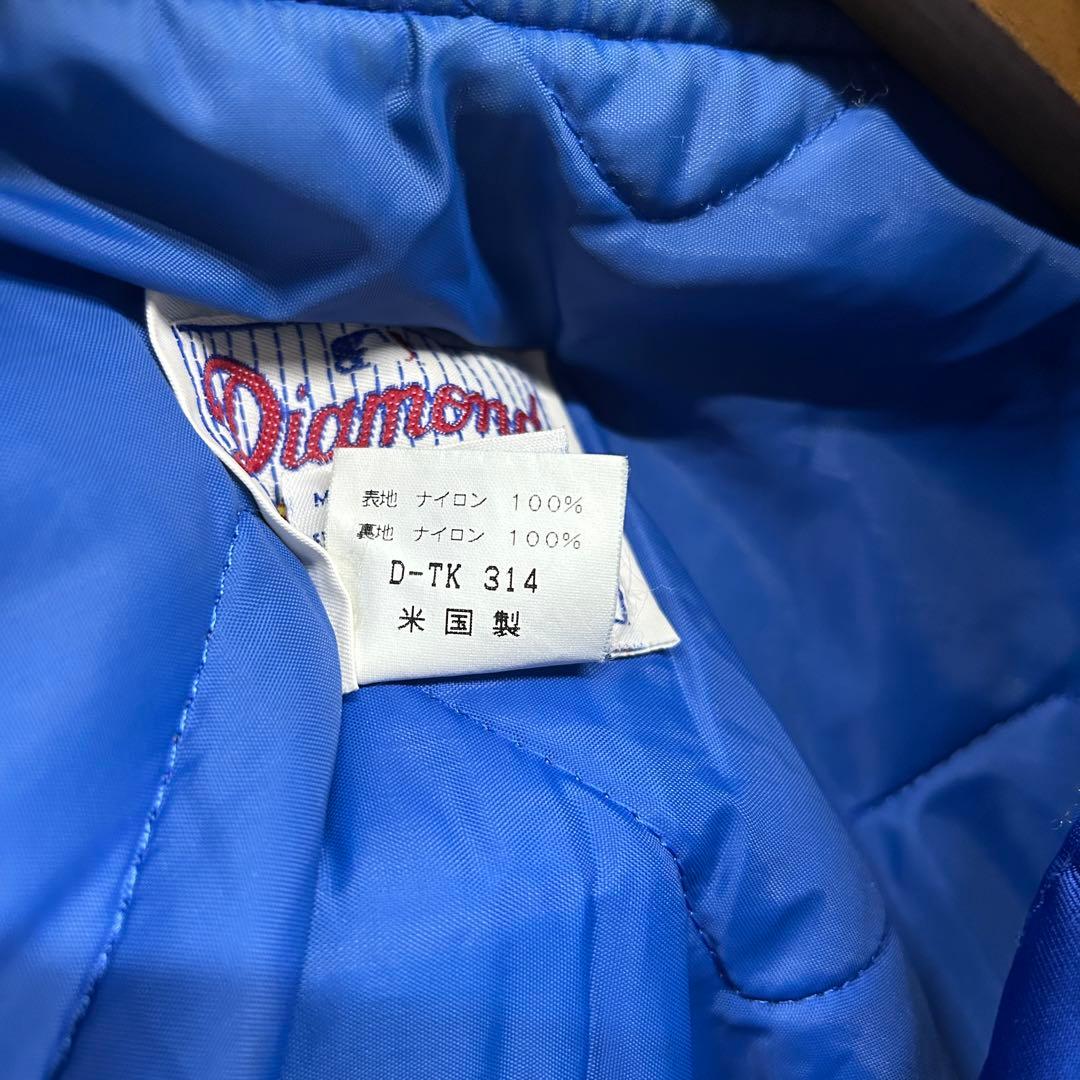 Diamond
表地 ナイロン 100%
裏地 ナイロン 100%
D-TK 314
米国製